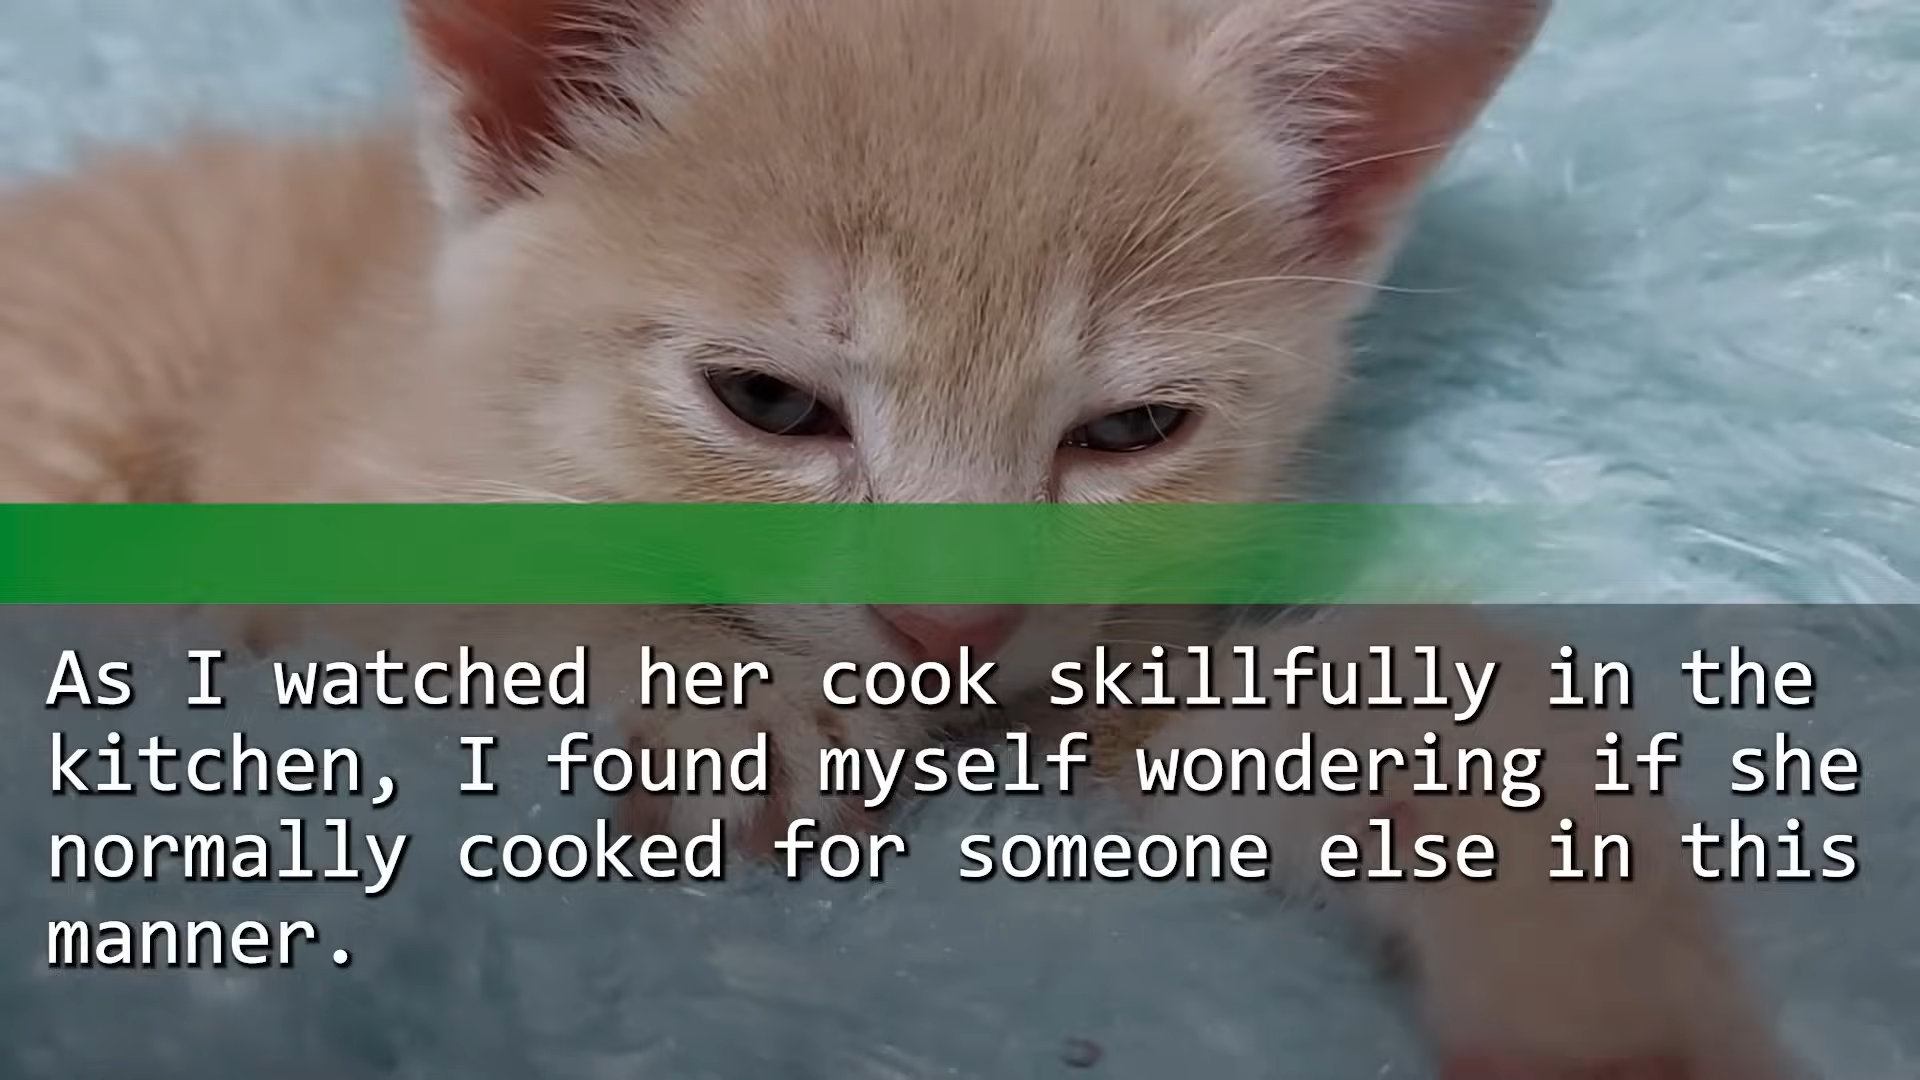 As I watched her cook skillfully in the
kitchen, I found myself wondering if she
normally cooked for someone else in this
manner.